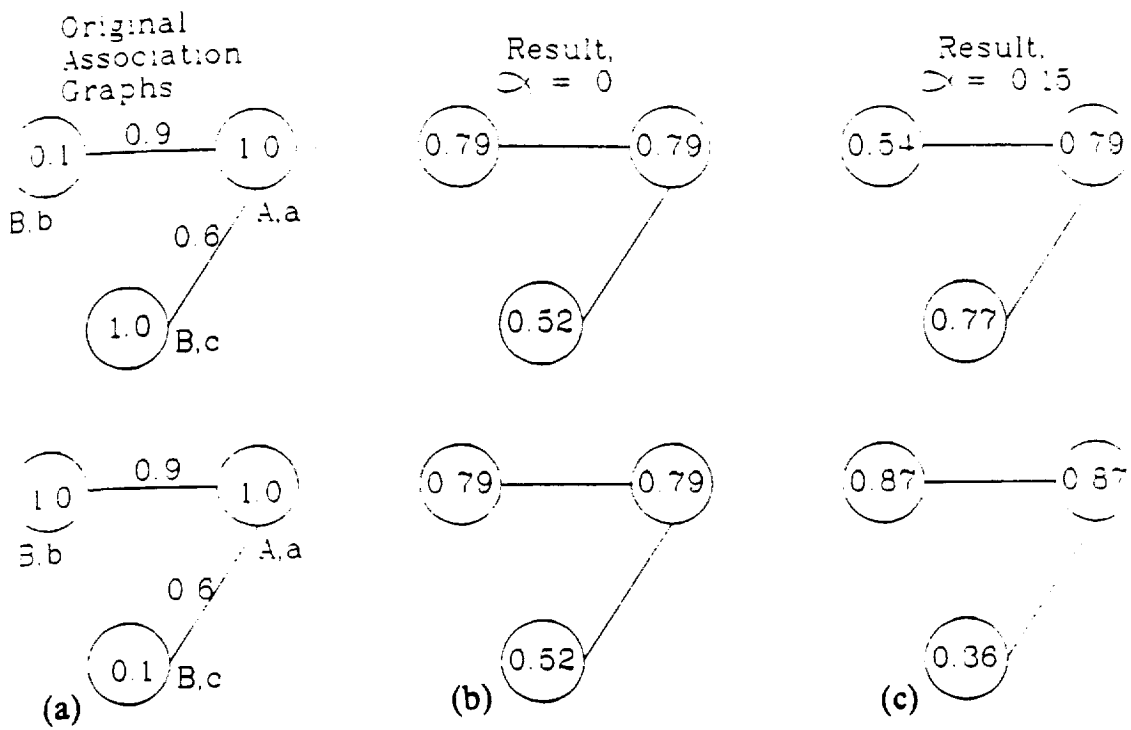 Original
Association
Graphs
Result,
∝ = 0
Result,
∝ = 0.15
0.1
0.9
1.0
B,b
A,a
0.6
1.0
B,c
0.79
0.79
0.52
0.54
0.79
0.77
1.0
0.9
1.0
B,b
A,a
0.6
0.1
B,c
(a)
0.79
0.79
0.52
(b)
0.87
0.87
0.36
(c)